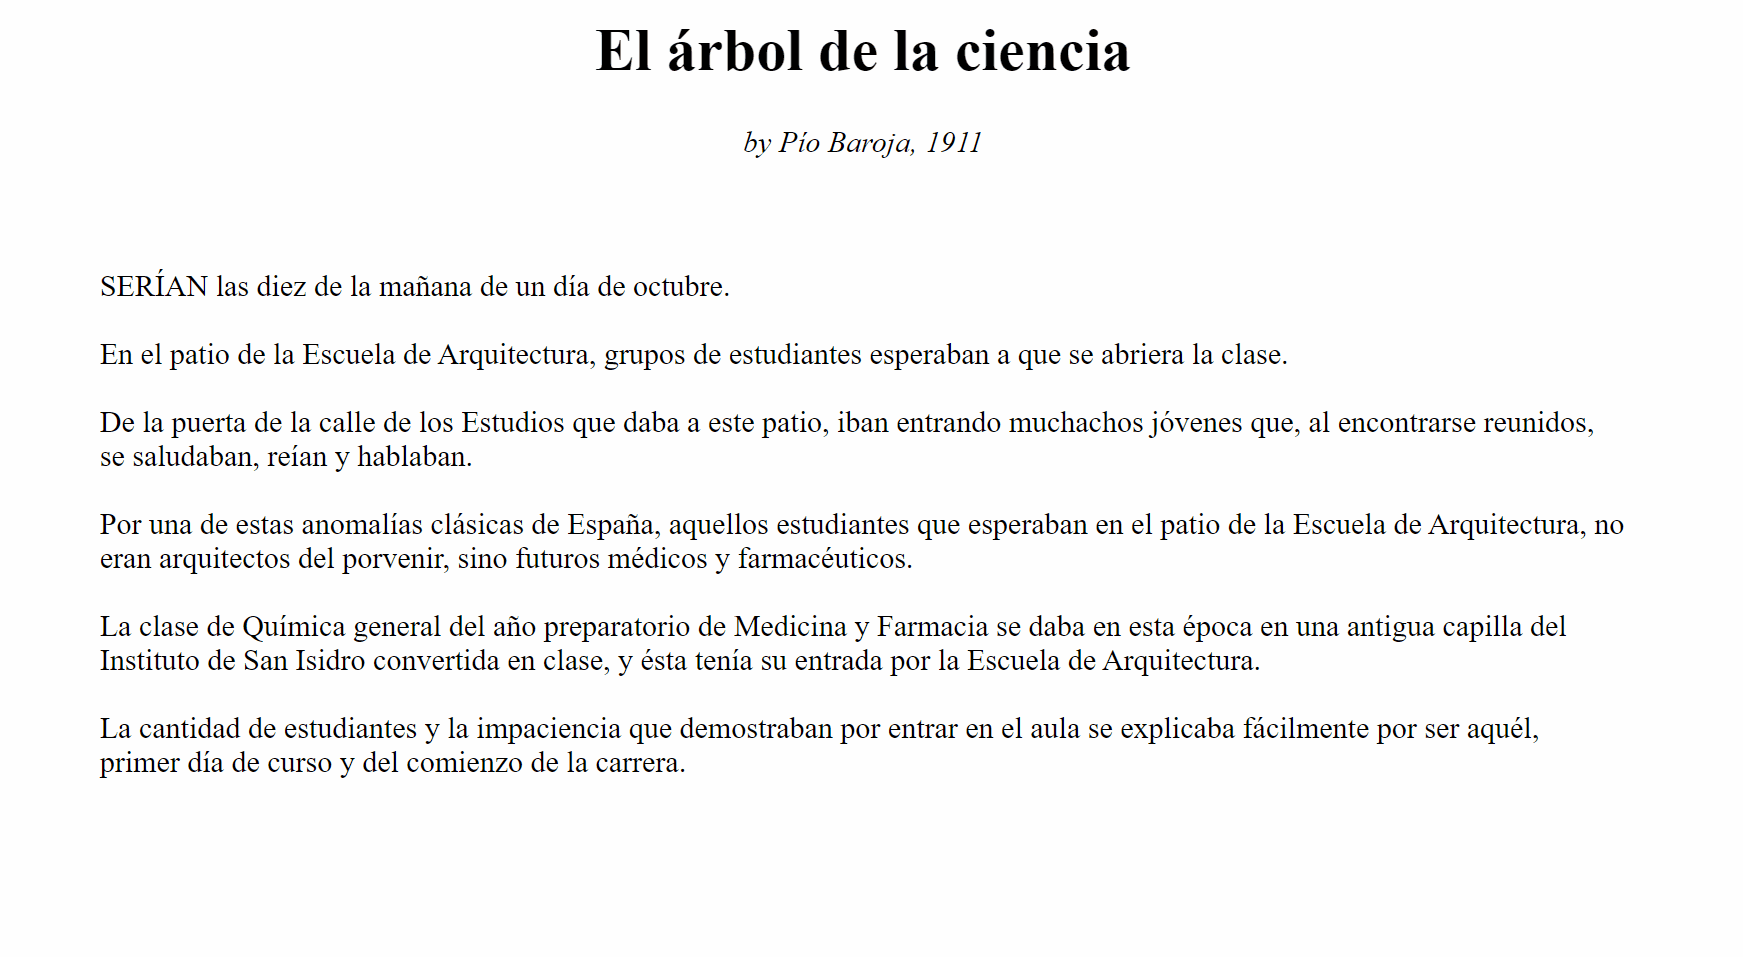 El árbol de la ciencia
by Pío Baroja, 1911
SERÍAN las diez de la mañana de un día de octubre.
En el patio de la Escuela de Arquitectura, grupos de estudiantes esperaban a que se abriera la clase.
De la puerta de la calle de los Estudios que daba a este patio, iban entrando muchachos jóvenes que, al encontrarse reunidos,
se saludaban, reían y hablaban.
Por una de estas anomalías clásicas de España, aquellos estudiantes que esperaban en el patio de la Escuela de Arquitectura, no
eran arquitectos del porvenir, sino futuros médicos y farmacéuticos.
La clase de Química general del año preparatorio de Medicina y Farmacia se daba en esta época en una antigua capilla del
Instituto de San Isidro convertida en clase, y ésta tenía su entrada por la Escuela de Arquitectura.
La cantidad de estudiantes y la impaciencia que demostraban por entrar en el aula se explicaba fácilmente por ser aquél,
primer día de curso y del comienzo de la carrera.